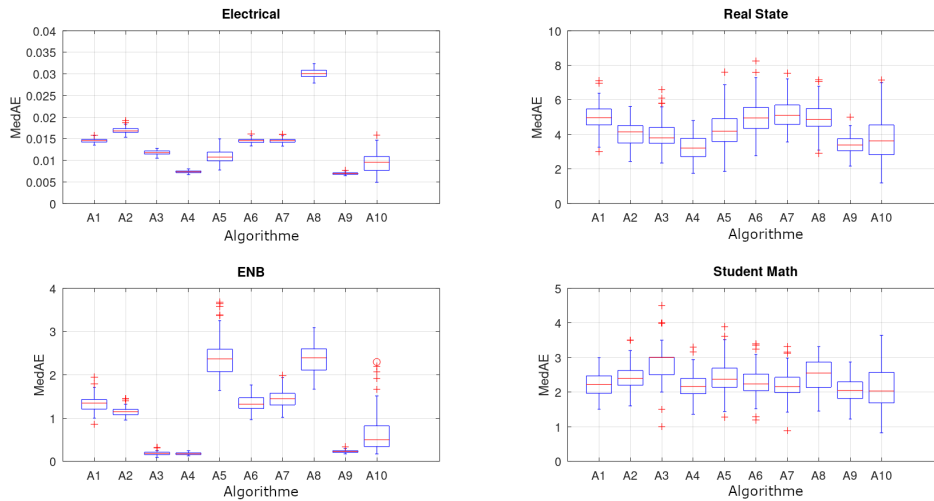 Electrical
MedAE
0.04
0.035
0.03
0.025
0.02
0.015
0.01
0.005
0
A1 A2 A3 A4 A5 A6 A7 A8 A9 A10
Algorithme
Real State
MedAE
10
8
6
4
2
0
A1 A2 A3 A4 A5 A6 A7 A8 A9 A10
Algorithme
ENB
MedAE
4
3
2
1
0
A1 A2 A3 A4 A5 A6 A7 A8 A9 A10
Algorithme
Student Math
MedAE
5
4
3
2
1
0
A1 A2 A3 A4 A5 A6 A7 A8 A9 A10
Algorithme